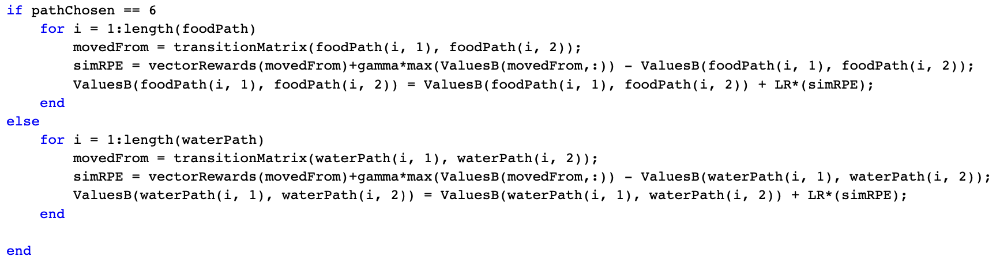 if pathChosen == 6
    for i = 1:length(foodPath)
        movedFrom = transitionMatrix(foodPath(i, 1), foodPath(i, 2));
        simRPE = vectorRewards(movedFrom)+gamma*max(ValuesB(movedFrom,:)) - ValuesB(foodPath(i, 1), foodPath(i, 2));
        ValuesB(foodPath(i, 1), foodPath(i, 2)) = ValuesB(foodPath(i, 1), foodPath(i, 2)) + LR*(simRPE);
    end
else
    for i = 1:length(waterPath)
        movedFrom = transitionMatrix(waterPath(i, 1), waterPath(i, 2));
        simRPE = vectorRewards(movedFrom)+gamma*max(ValuesB(movedFrom,:)) - ValuesB(waterPath(i, 1), waterPath(i, 2));
        ValuesB(waterPath(i, 1), waterPath(i, 2)) = ValuesB(waterPath(i, 1), waterPath(i, 2)) + LR*(simRPE);
    end

end